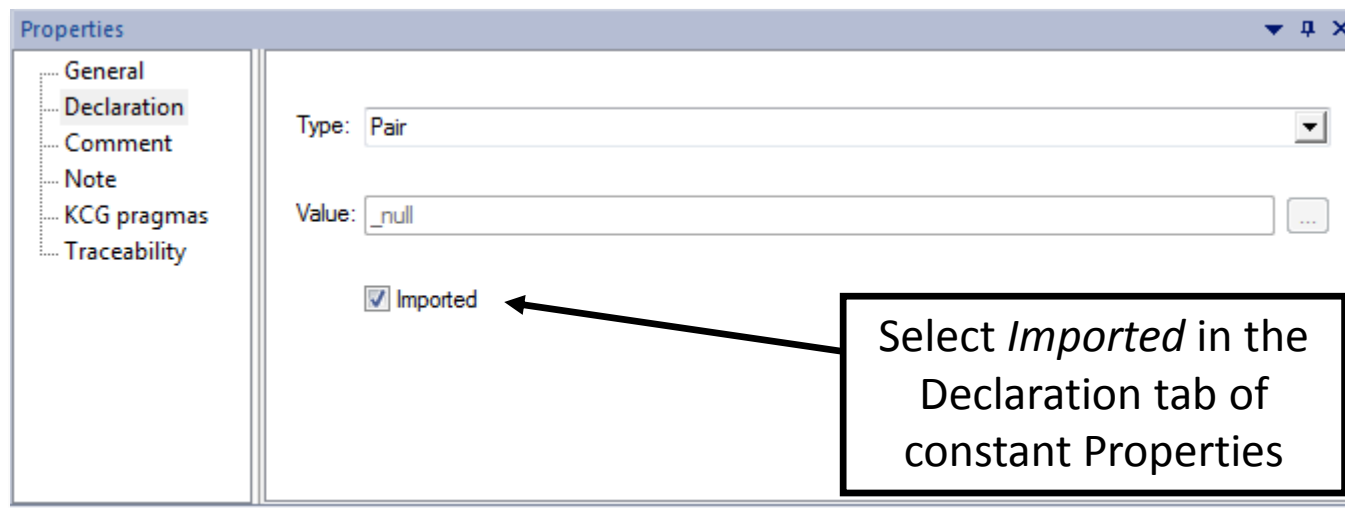 Properties
General
Declaration
Comment
Note
KCG pragmas
Traceability
Type: Pair
Value: _null ...
Imported
Select Imported in the
Declaration tab of
constant Properties